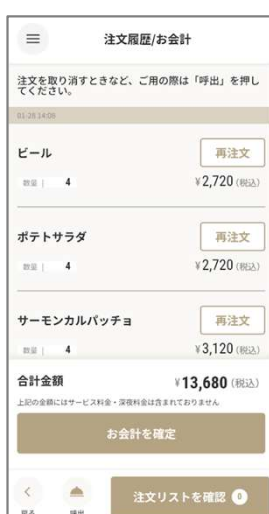 注文履歴/お会計
注文を取り消すときなど、ご用の際は「呼出」を押し
てください。
01-28 14:08
ビール
再注文
数量 | 4
¥2,720 (税込)
ポテトサラダ
再注文
数量 | 4
¥2,720 (税込)
サーモンカルパッチョ
再注文
数量 | 4
¥3,120 (税込)
合計金額
¥13,680 (税込)
上記の金額にはサービス料金・深夜料金は含まれておりません
お会計を確定
戻る
呼出
注文リストを確認 0